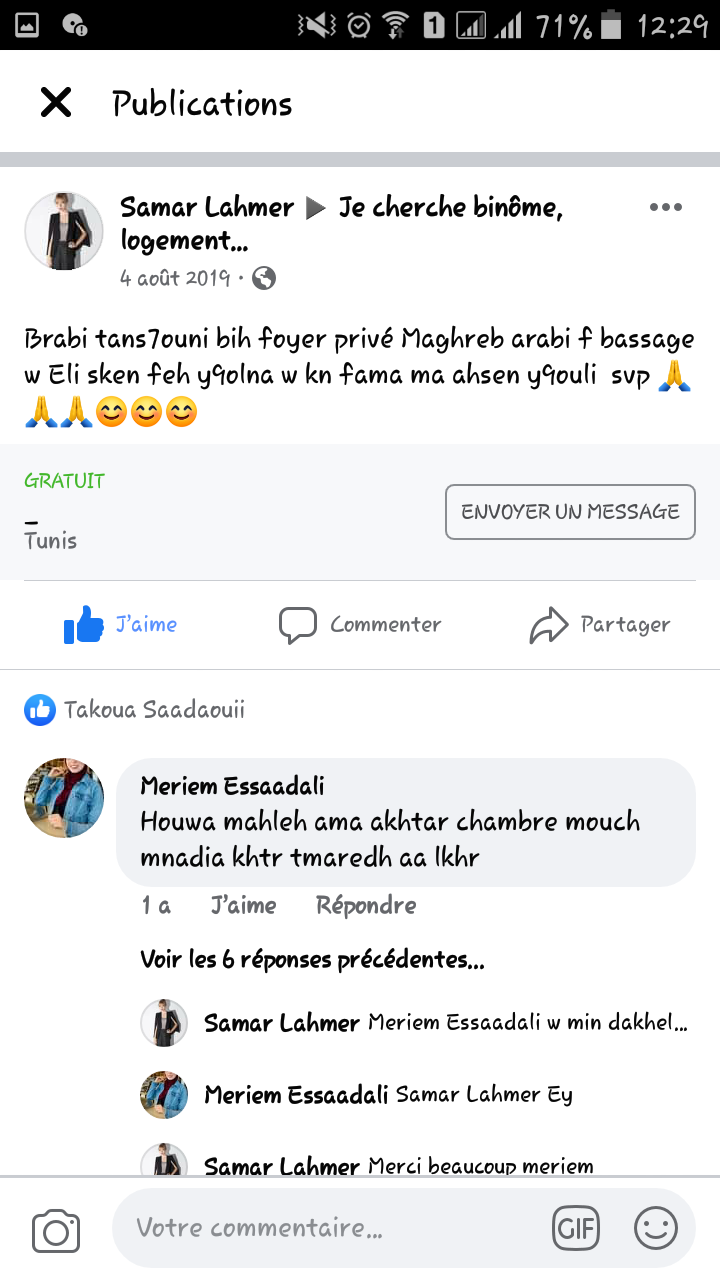 1 71% 12:29
Publications
Samar Lahmer ▶ Je cherche binôme,
logement...
4 août 2019 ·
Brabi tans7ouni bih foyer privé Maghreb arabi f bassage
w Eli sken feh y9olna w kn fama ma ahsen y9ouli svp 🙏
🙏🙏😊😊😊
GRATUIT
_
Tunis
ENVOYER UN MESSAGE
J'aime Commenter Partager
Takoua Saadaouii
Meriem Essaadali
Houwa mahleh ama akhtar chambre mouch
mnadia khtr tmaredh aa lkhr
1 a J'aime Répondre
Voir les 6 réponses précédentes...
Samar Lahmer Meriem Essaadali w min dakhel...
Meriem Essaadali Samar Lahmer Ey
Samar Lahmer Merci beaucoup meriem
Votre commentaire... GIF